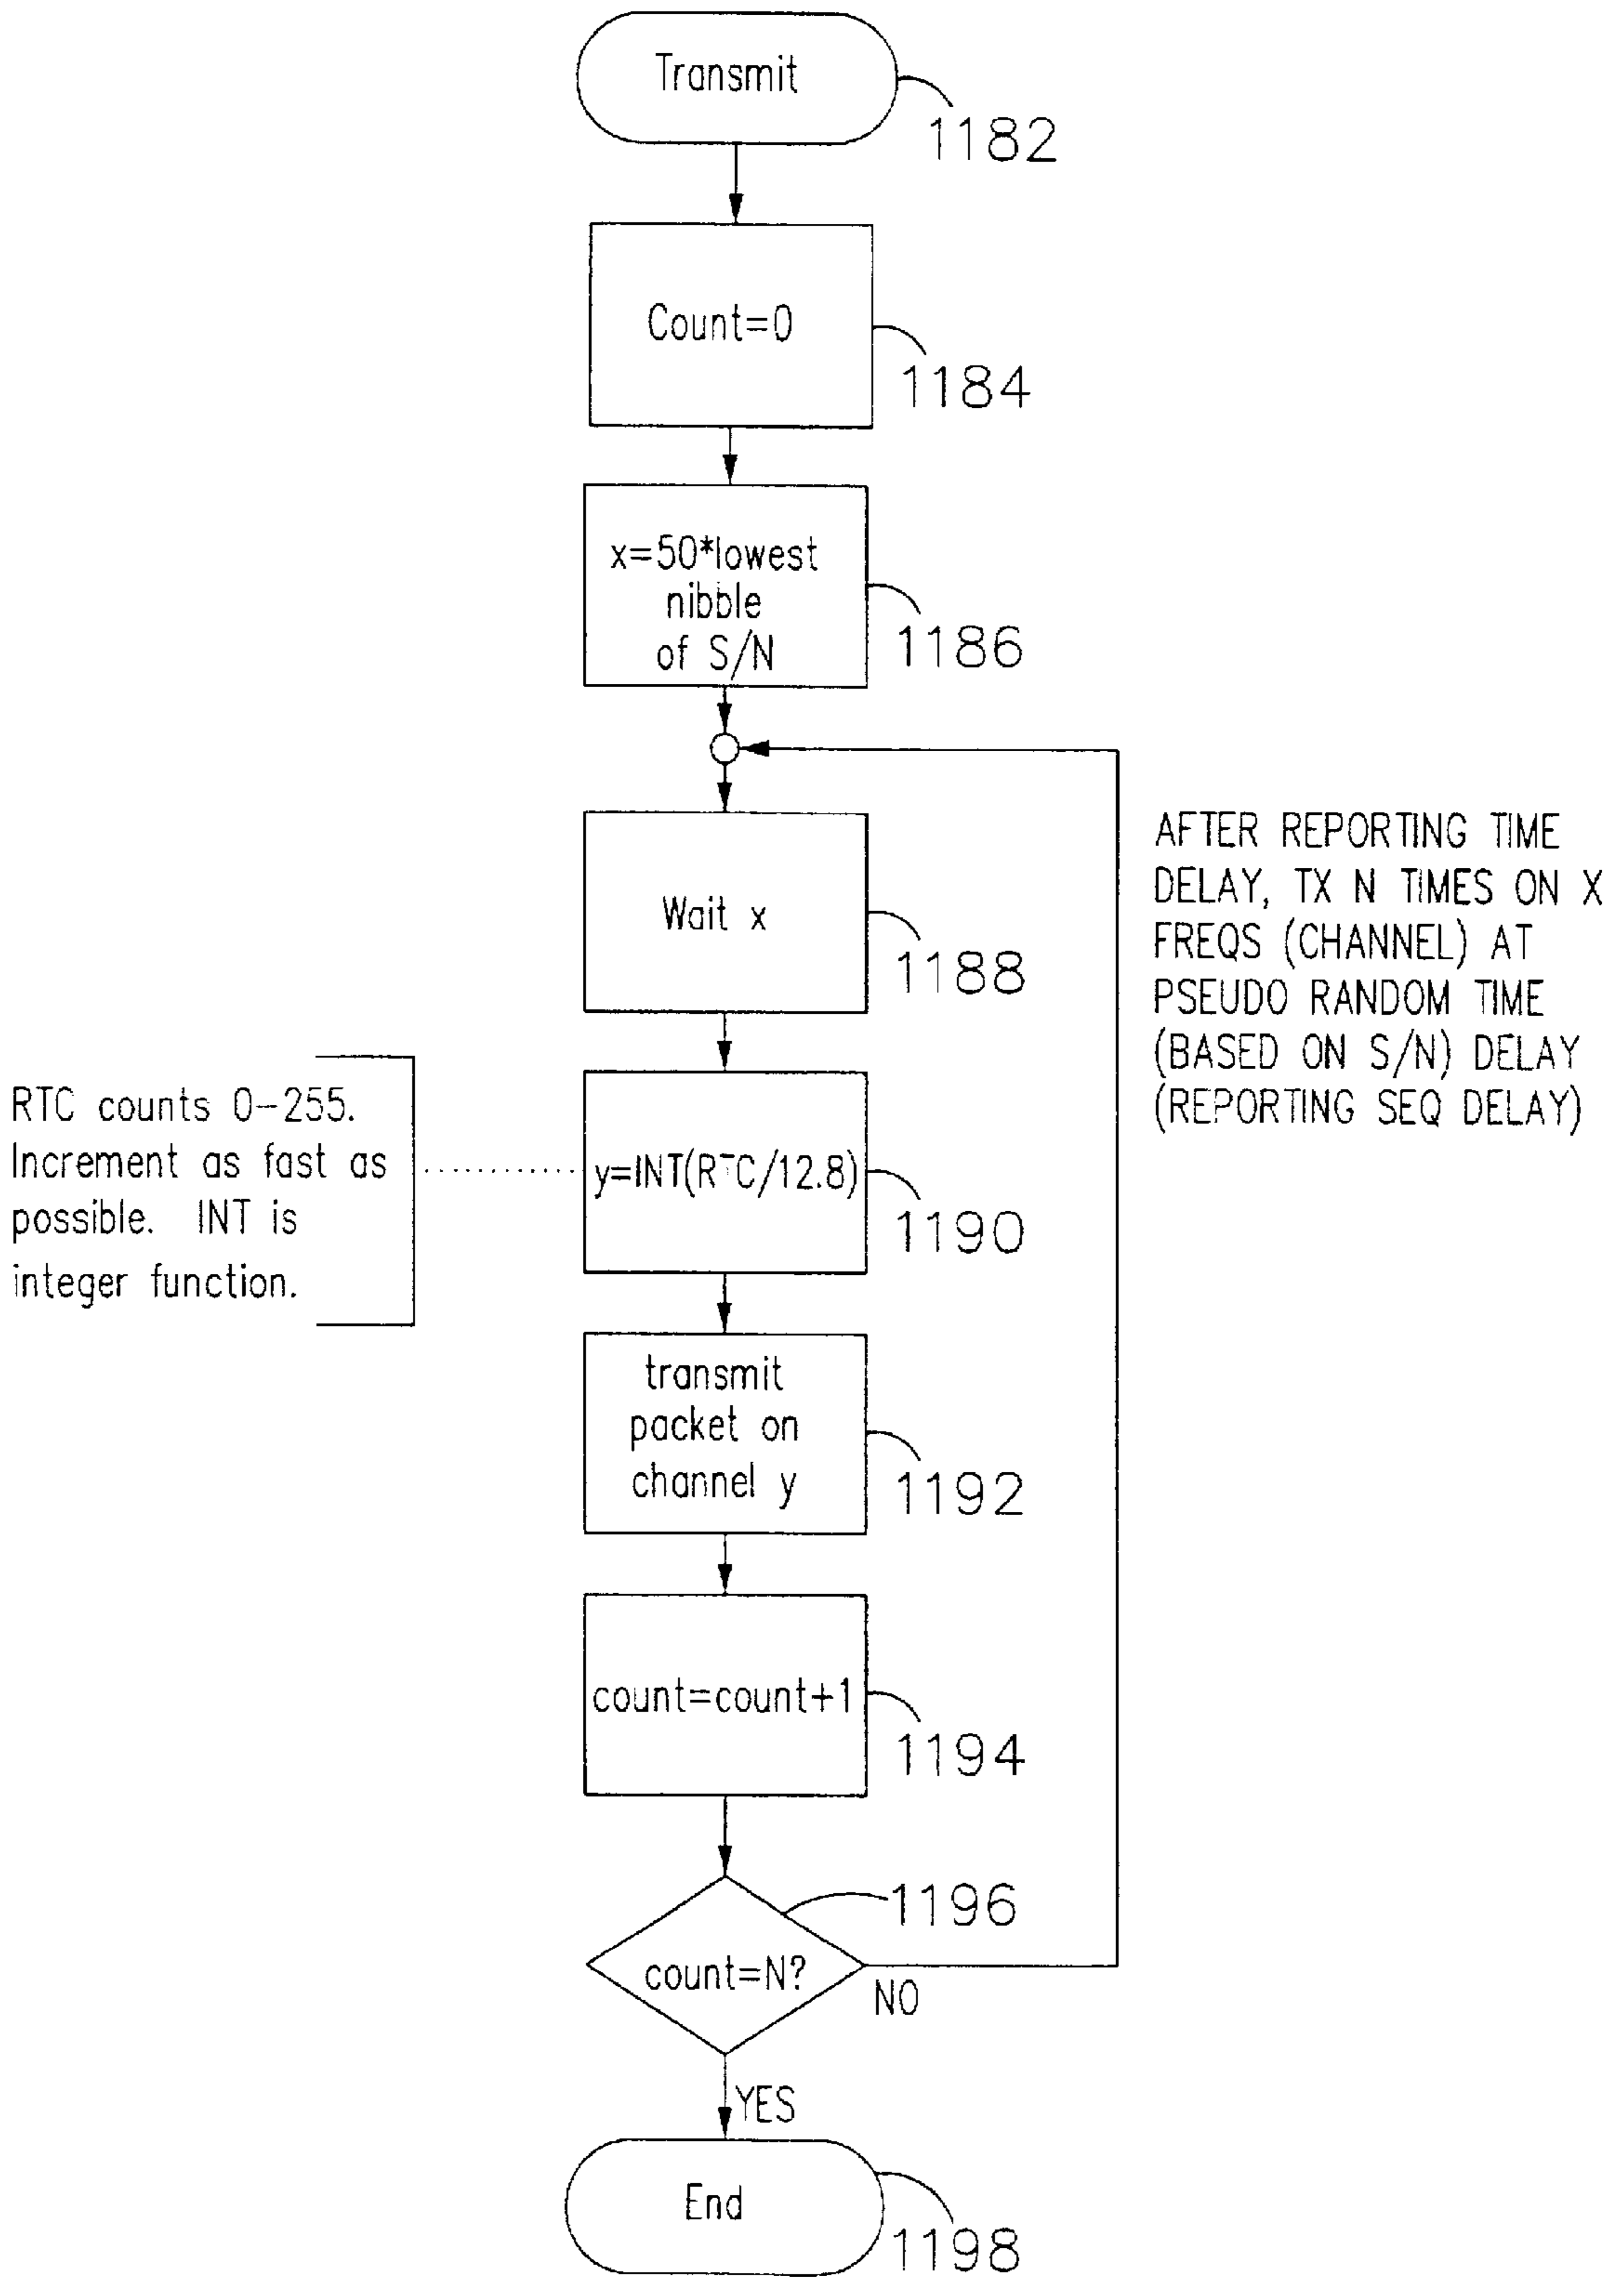 Transmit
1182
Count=0
1184
x=50*lowest
nibble
of S/N
1186
Wait x
1188
AFTER REPORTING TIME
DELAY, TX N TIMES ON X
FREQS (CHANNEL) AT
PSEUDO RANDOM TIME
(BASED ON S/N) DELAY
(REPORTING SEQ DELAY)
RTC counts 0-255.
Increment as fast as
possible. INT is
integer function.
y=INT(RTC/12.8)
1190
transmit
packet on
channel y
1192
count=count+1
1194
1196
count=N?
NO
YES
End
1198